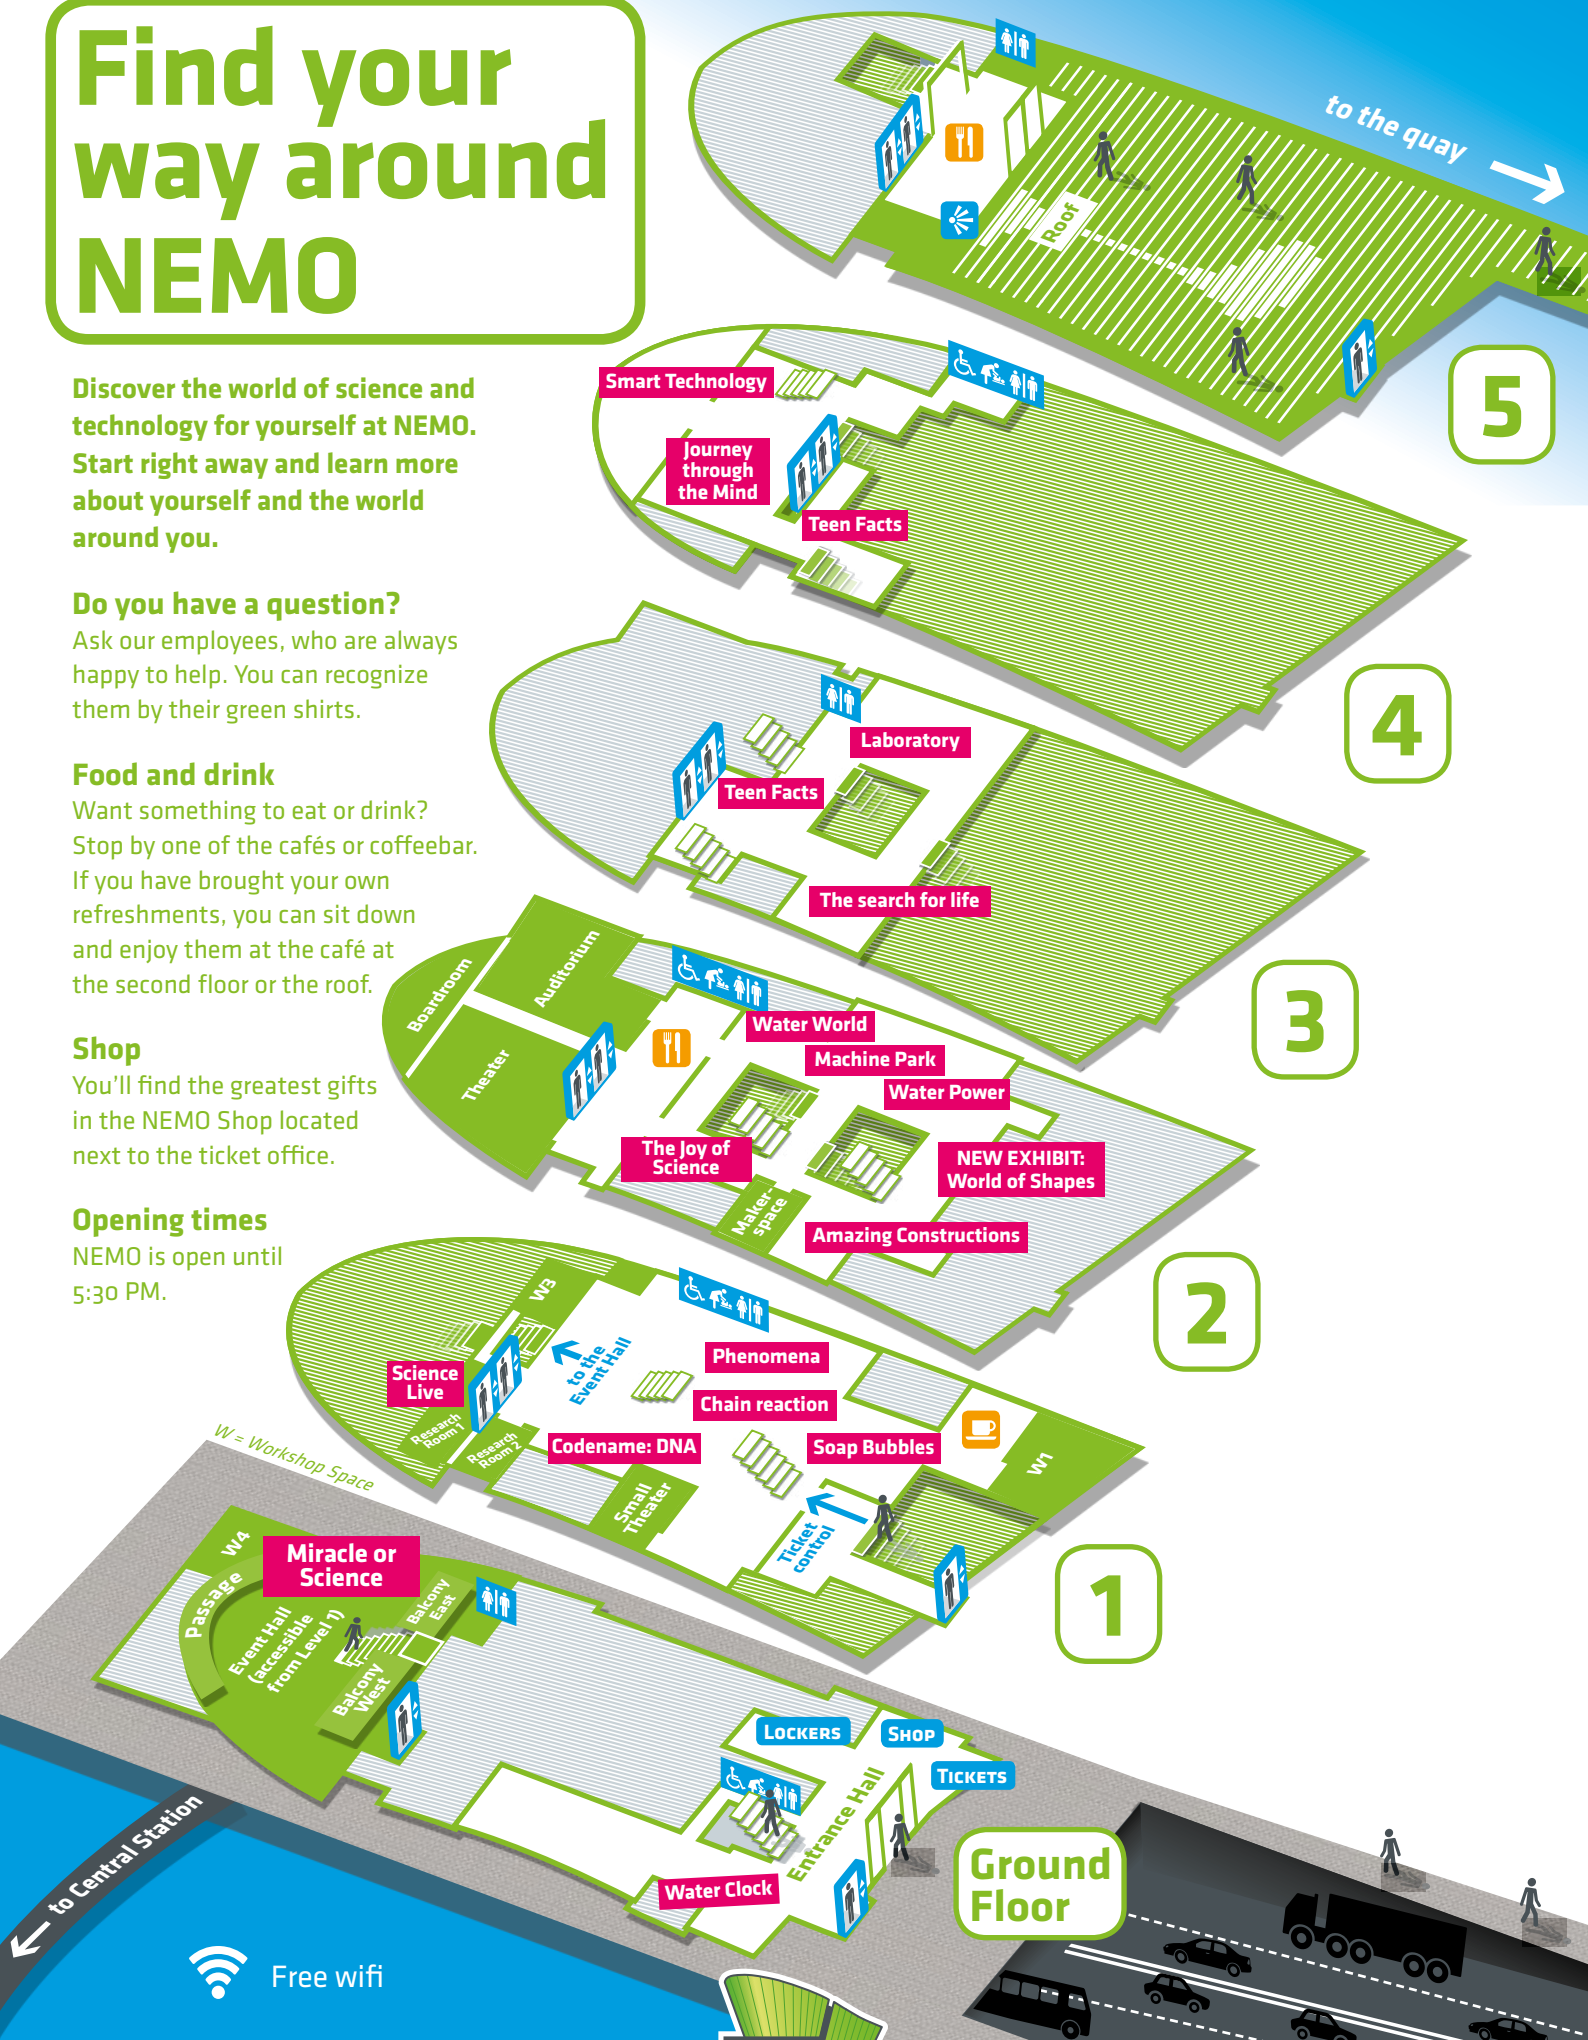 Find your
way around
NEMO
Discover the world of science and
technology for yourself at NEMO.
Start right away and learn more
about yourself and the world
around you.
Do you have a question?
Ask our employees, who are always
happy to help. You can recognize
them by their green shirts.
Food and drink
Want something to eat or drink?
Stop by one of the cafés or coffeebar.
If you have brought your own
refreshments, you can sit down
and enjoy them at the café at
the second floor or the roof.
Shop
You'll find the greatest gifts
in the NEMO Shop located
next to the ticket office.
Opening times
NEMO is open until
5:30 PM.
to the quay
Roof
5
Smart Technology
Journey
through
the Mind
Teen Facts
4
Laboratory
Teen Facts
The search for life
3
Boardroom
Auditorium
Theater
Water World
Machine Park
Water Power
The Joy of
Science
NEW EXHIBIT:
World of Shapes
Maker-
space
Amazing Constructions
2
W3
to the
Event Hall
Phenomena
Science
Live
Chain reaction
Research
Room 1
Research
Room 2
Codename: DNA
Soap Bubbles
W1
Small
Theater
Ticket
control
1
W = Workshop Space
W4
Miracle or
Science
Passage
Event Hall
(accessible
from Level 1)
Balcony
East
Balcony
West
Lockers
Shop
Tickets
Entrance Hall
Water Clock
Ground
Floor
to Central Station
Free wifi